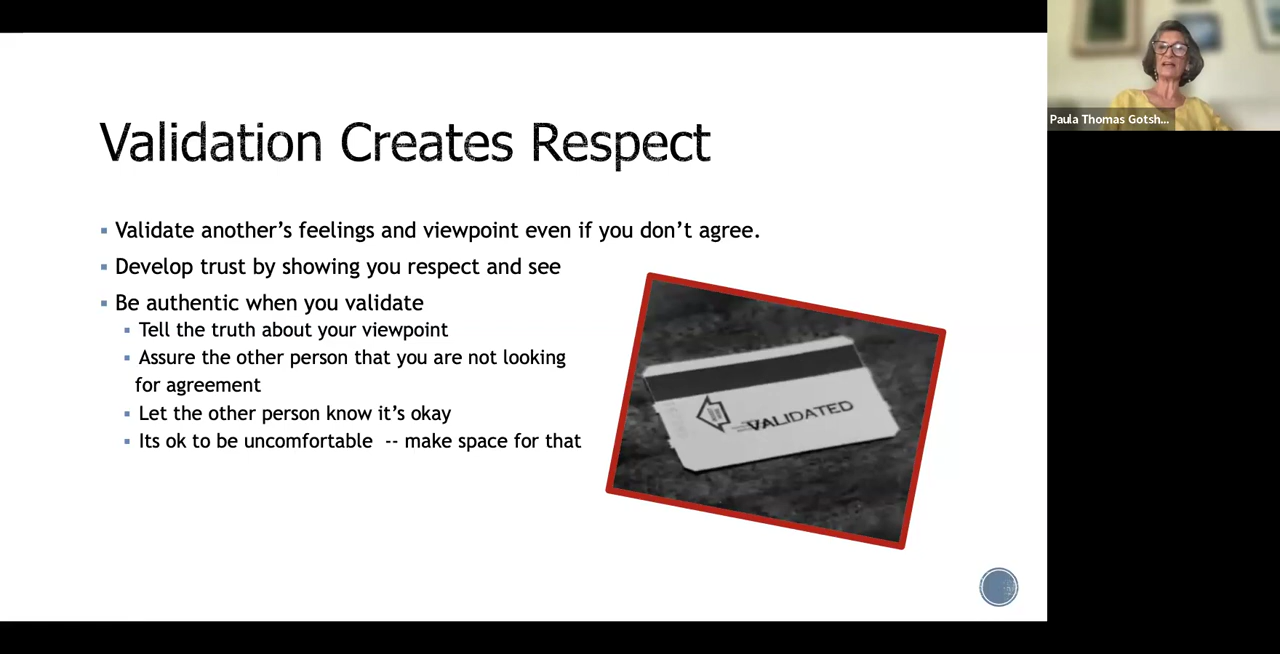 Validation Creates Respect
Validate another’s feelings and viewpoint even if you don’t agree.
Develop trust by showing you respect and see
Be authentic when you validate
Tell the truth about your viewpoint
Assure the other person that you are not looking
for agreement
Let the other person know it’s okay
Its ok to be uncomfortable -- make space for that
VALIDATED
Paula Thomas Gotsh...